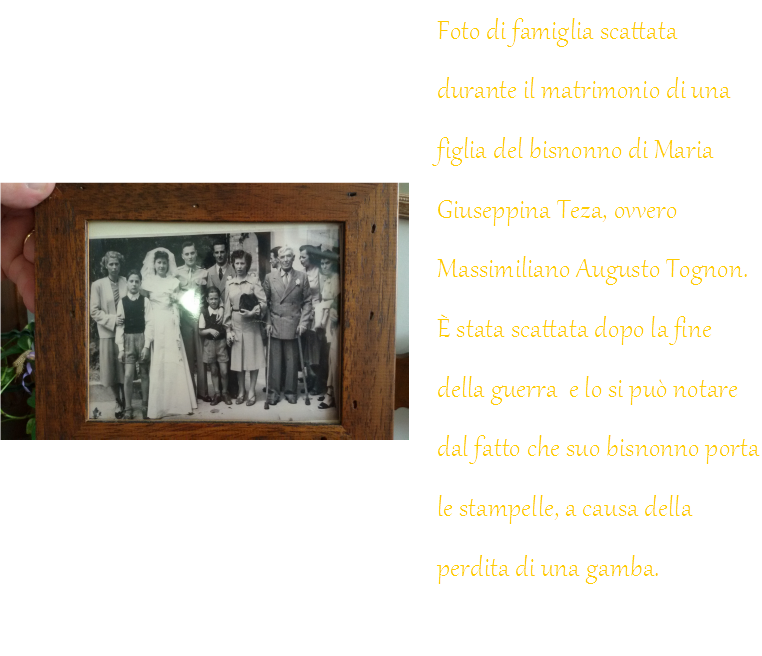 Foto di famiglia scattata
durante il matrimonio di una
figlia del bisnonno di Maria
Giuseppina Teza, ovvero
Massimiliano Augusto Tognon.
È stata scattata dopo la fine
della guerra  e lo si può notare
dal fatto che suo bisnonno porta
le stampelle, a causa della
perdita di una gamba.